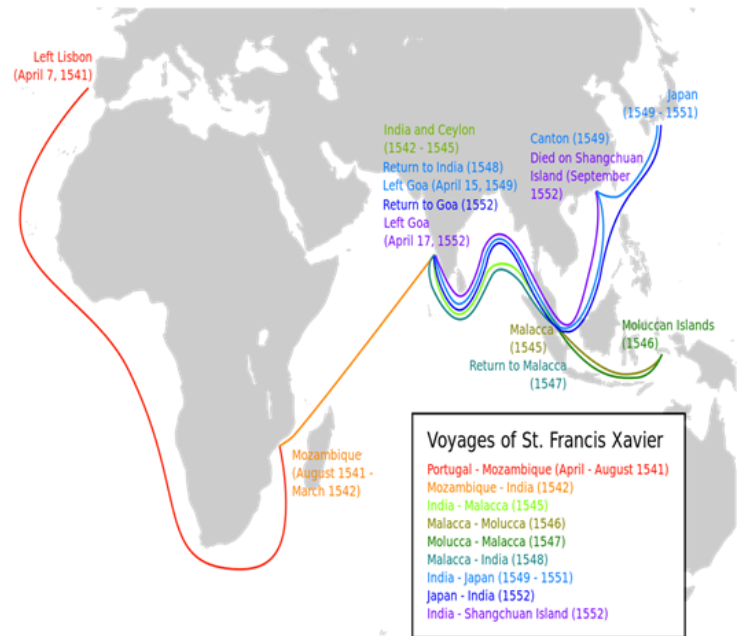 Left Lisbon
(April 7, 1541)
Japan
(1549 - 1551)
India and Ceylon
(1542 - 1545)
Return to India (1548)
Left Goa (April 15, 1549)
Return to Goa (1552)
Left Goa
(April 17, 1552)
Canton (1549)
Died on Shangchuan
Island (September
1552)
Malacca
(1545)
Return to Malacca
(1547)
Moluccan Islands
(1546)
Mozambique
(August 1541 -
March 1542)
Voyages of St. Francis Xavier
Portugal - Mozambique (April - August 1541)
Mozambique - India (1542)
India - Malacca (1545)
Malacca - Molucca (1546)
Molucca - Malacca (1547)
Malacca - India (1548)
India - Japan (1549 - 1551)
Japan - India (1552)
India - Shangchuan Island (1552)